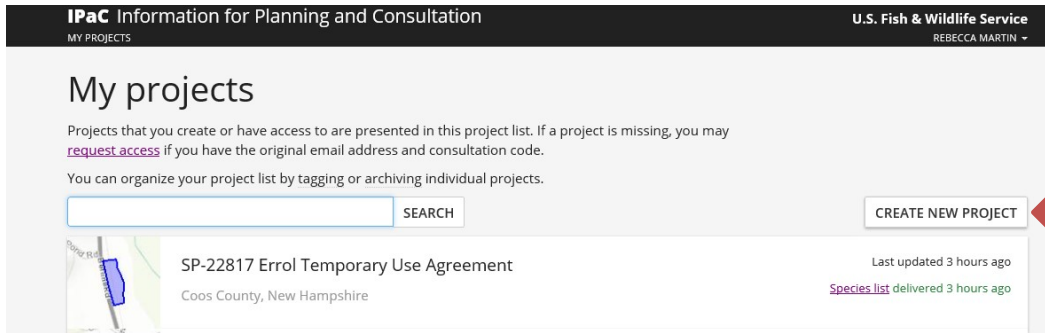 IPaC Information for Planning and Consultation
U.S. Fish & Wildlife Service
MY PROJECTS
REBECCA MARTIN
My projects
Projects that you create or have access to are presented in this project list. If a project is missing, you may
request access if you have the original email address and consultation code.
You can organize your project list by tagging or archiving individual projects.
SEARCH
CREATE NEW PROJECT
SP-22817 Errol Temporary Use Agreement
Last updated 3 hours ago
Coos County, New Hampshire
Species list delivered 3 hours ago